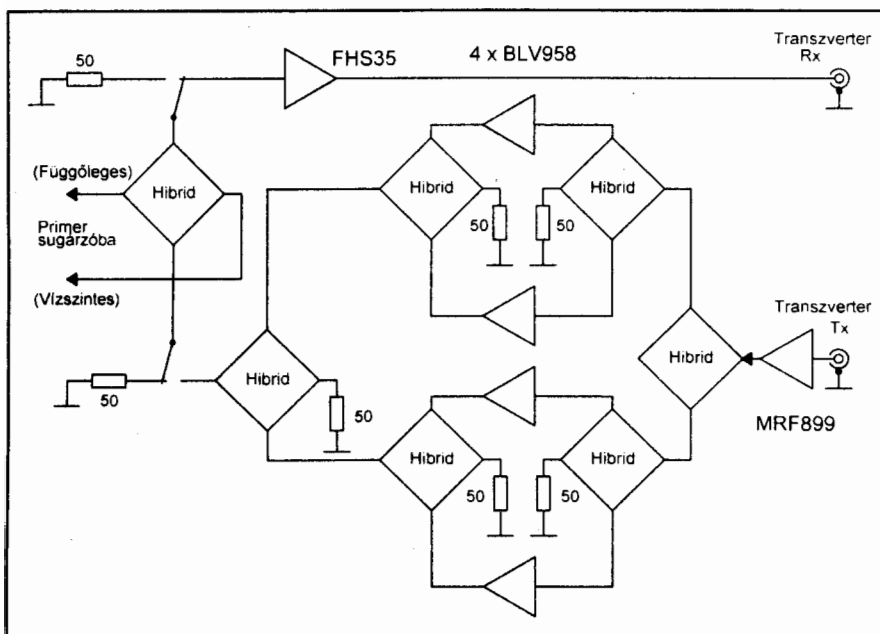 50
FHS35
4 x BLV958
Transzverter
Rx
(Függőleges)
Hibrid
Primer
sugárzóba
(Vízszintes)
50
Hibrid
50
Hibrid
50
50
Hibrid
Hibrid
50
50
Hibrid
Hibrid
Transzverter
Tx
MRF899